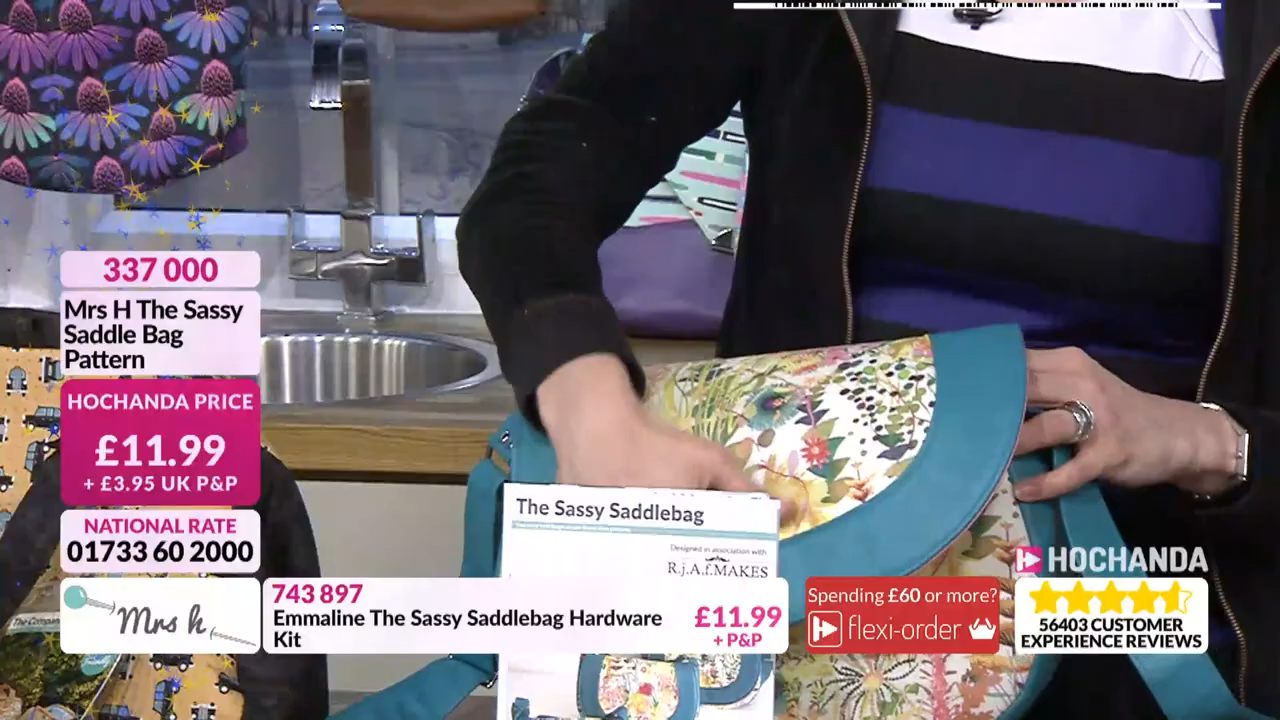 337 000
Mrs H The Sassy
Saddle Bag
Pattern
HOCHANDA PRICE
£11.99
+ £3.95 UK P&P
NATIONAL RATE
01733 60 2000
The Sassy Saddlebag
Designed in association with
R.j.A.f.MAKES
Mrs h
743 897
Emmaline The Sassy Saddlebag Hardware
Kit
£11.99
+ P&P
Spending £60 or more?
flexi-order
HOCHANDA
56403 CUSTOMER
EXPERIENCE REVIEWS